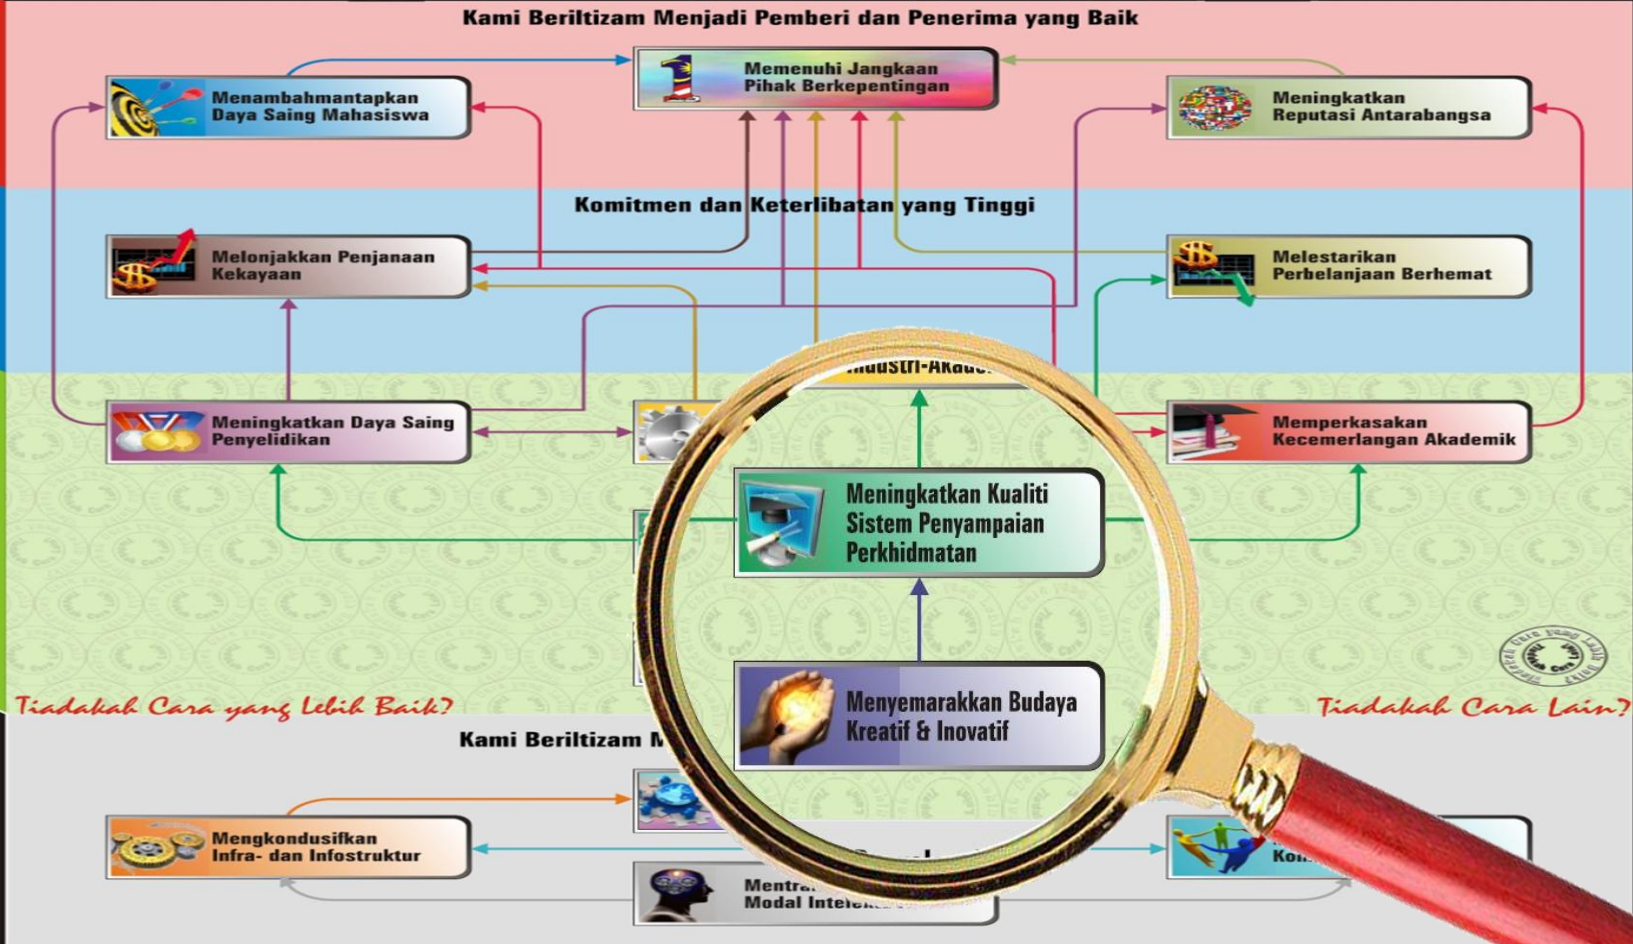 Kami Beriltizam Menjadi Pemberi dan Penerima yang Baik
Memenuhi Jangkaan
Pihak Berkepentingan
Menambahmantapkan
Daya Saing Mahasiswa
Meningkatkan
Reputasi Antarabangsa
Komitmen dan Keterlibatan yang Tinggi
Melonjakkan Penjanaan
Kekayaan
Melestarikan
Perbelanjaan Berhemat
Meningkatkan Daya Saing
Penyelidikan
Memperkasakan
Kecemerlangan Akademik
Meningkatkan Kualiti
Sistem Penyampaian
Perkhidmatan
Menyemarakkan Budaya
Kreatif & Inovatif
Tiadakah Cara yang Lebih Baik?
Tiadakah Cara Lain?
Kami Beriltizam
Mengkondusifkan
Infra- dan Infostruktur
Modal